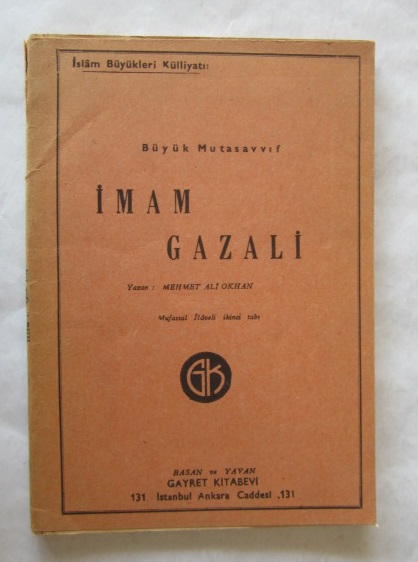 İslâm Büyükleri Külliyatı:
Büyük Mutasavvıf
İMAM
GAZALİ
Yazan : MEHMET ALİ OKHAN
Mufassal İlâveli ikinci tabı
GK
BASAN ve YAYAN
GAYRET KİTABEVİ
131 İstanbul Ankara Caddesi .131